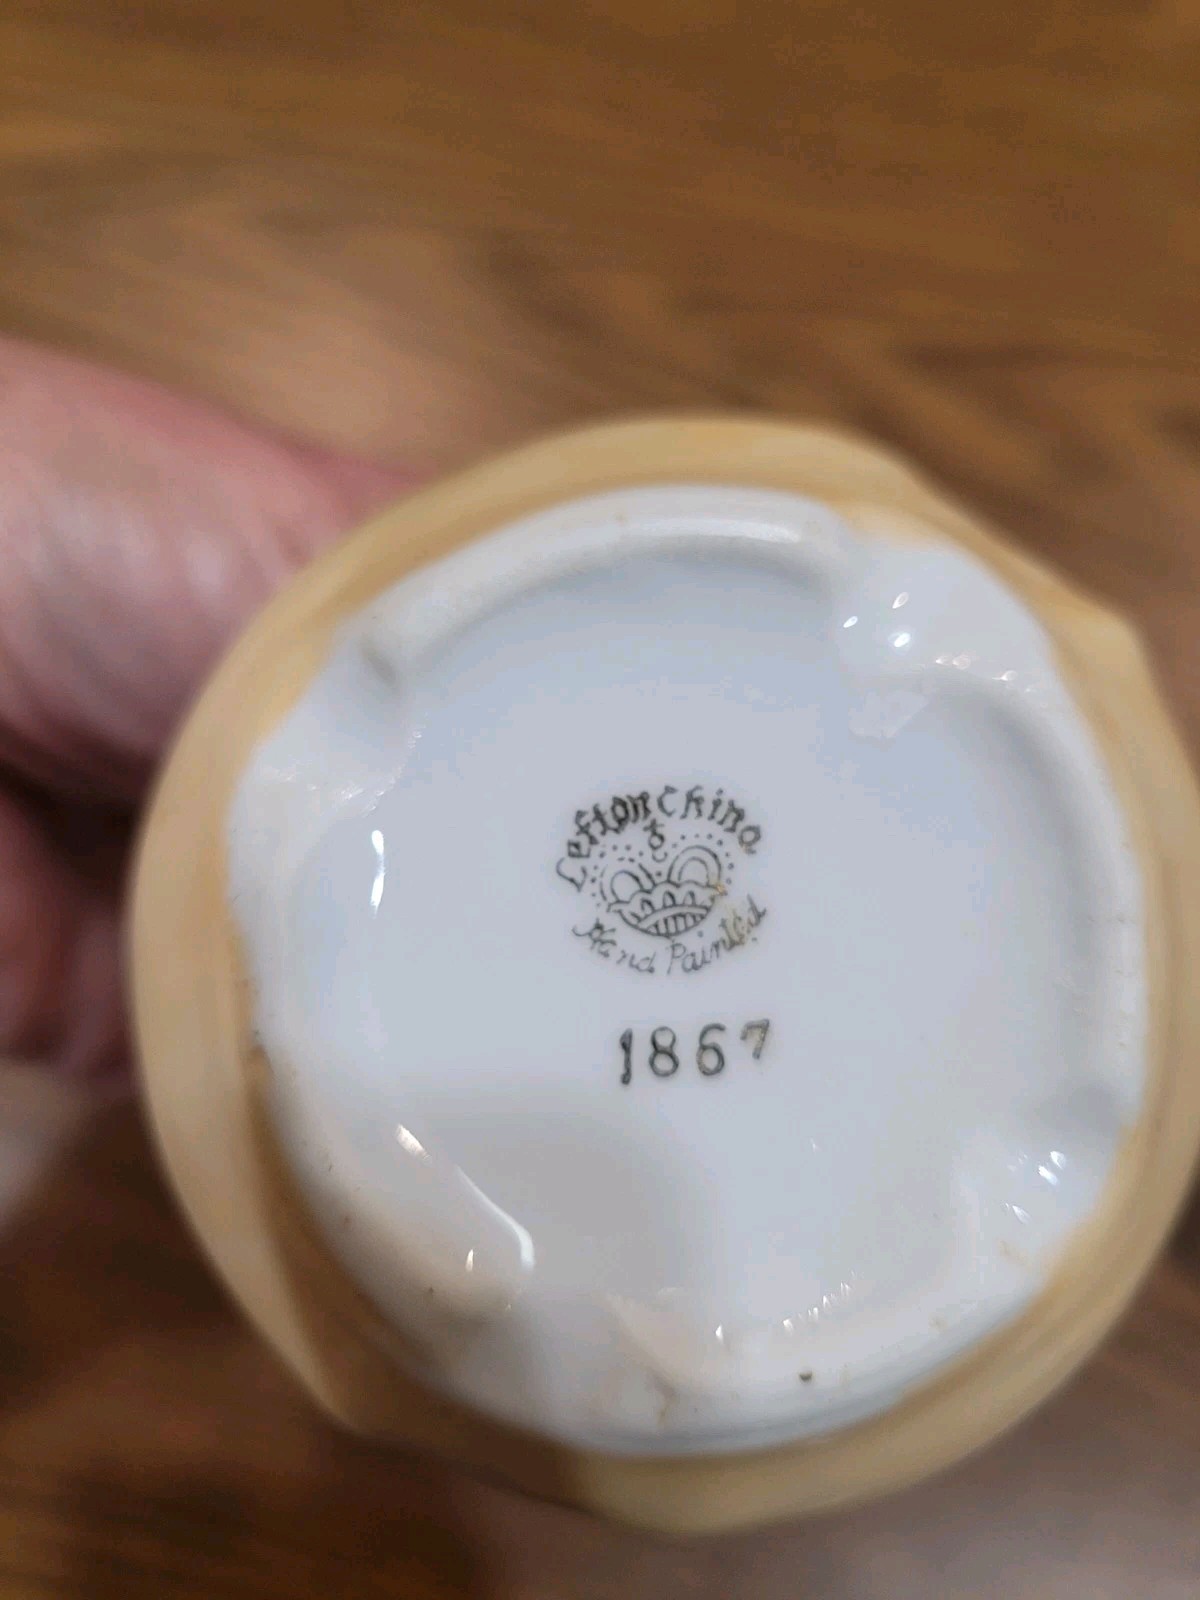 Lefton China
Hand Painted
1867